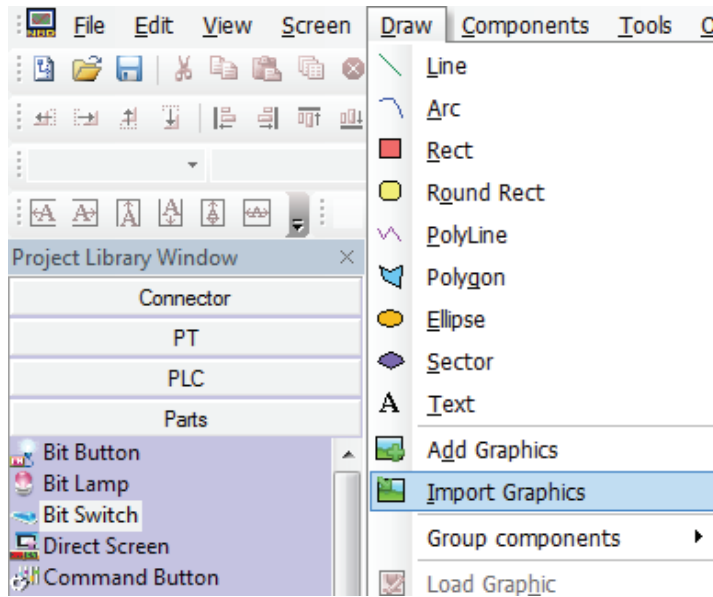 File Edit View Screen Draw Components Tools
Line
Arc
Rect
Round Rect
PolyLine
Polygon
Ellipse
Sector
Text
Add Graphics
Import Graphics
Group components
Load Graphic
Project Library Window
Connector
PT
PLC
Parts
Bit Button
Bit Lamp
Bit Switch
Direct Screen
Command Button